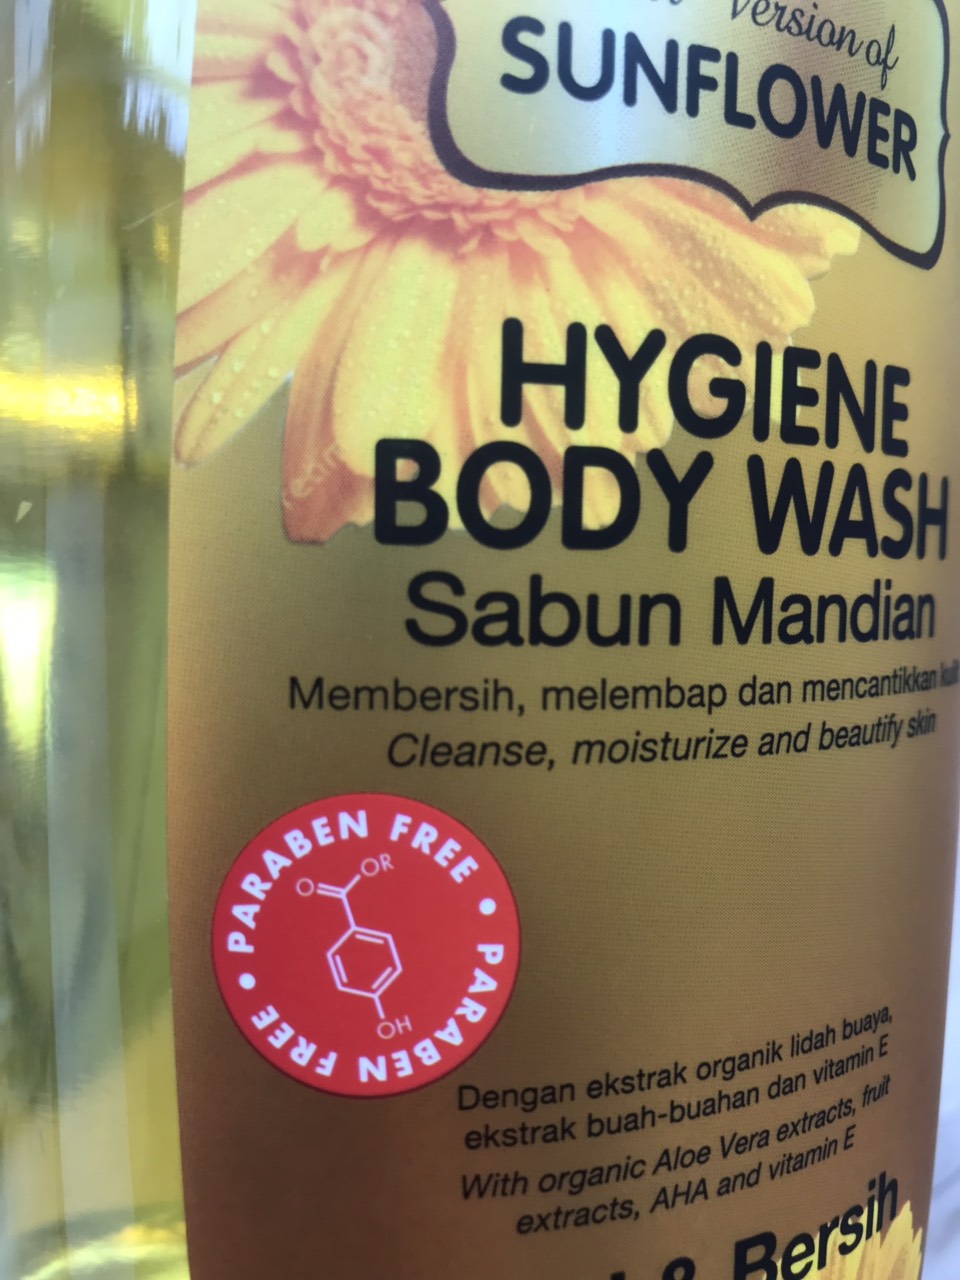 Version of
SUNFLOWER
HYGIENE
BODY WASH
Sabun Mandian
Membersih, melembap dan mencantikkan
Cleanse, moisturize and beautify skin
PARABEN FREE • PARABEN FREE •
O
OR
OH
Dengan ekstrak organik lidah buaya,
ekstrak buah-buahan dan vitamin E
With organic Aloe Vera extracts, fruit
extracts, AHA and vitamin E
& Bersih